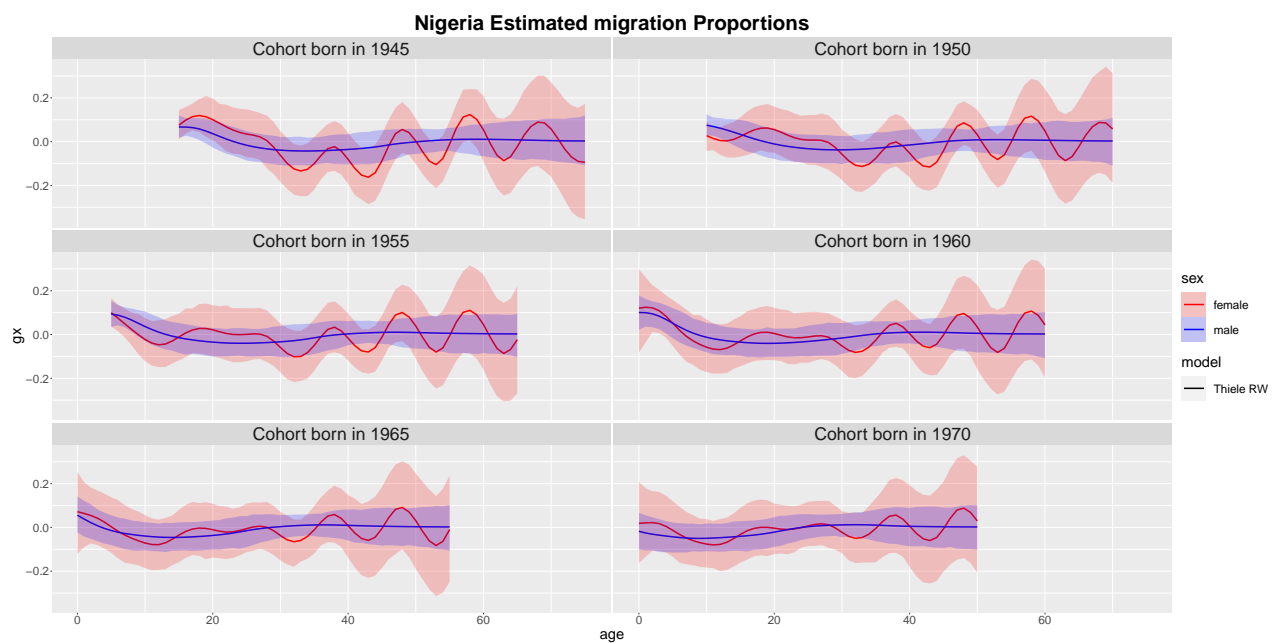 Nigeria Estimated migration Proportions
Cohort born in 1945
Cohort born in 1950
0.2
0.0
−0.2
Cohort born in 1955
Cohort born in 1960
0.2
0.0
−0.2
gx
Cohort born in 1965
Cohort born in 1970
0.2
0.0
−0.2
0 20 40 60 0 20 40 60
age
sex
female
male
model
Thiele RW